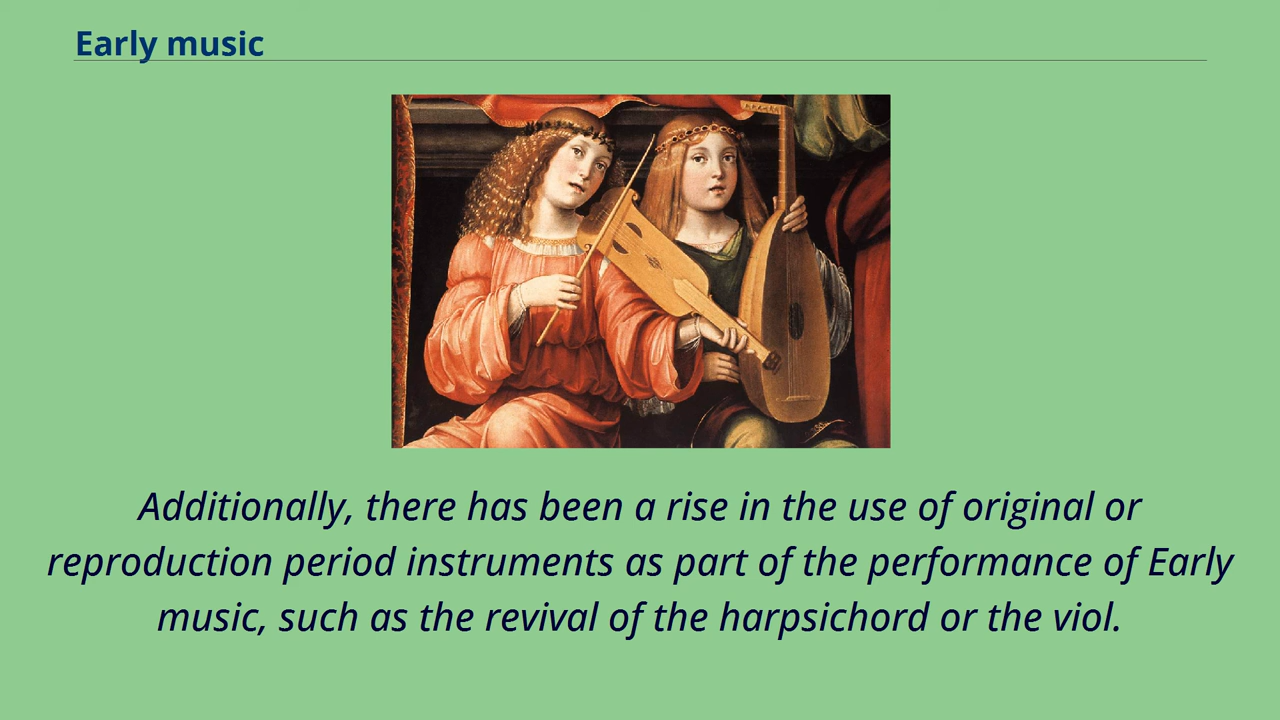 Early music
Additionally, there has been a rise in the use of original or
reproduction period instruments as part of the performance of Early
music, such as the revival of the harpsichord or the viol.